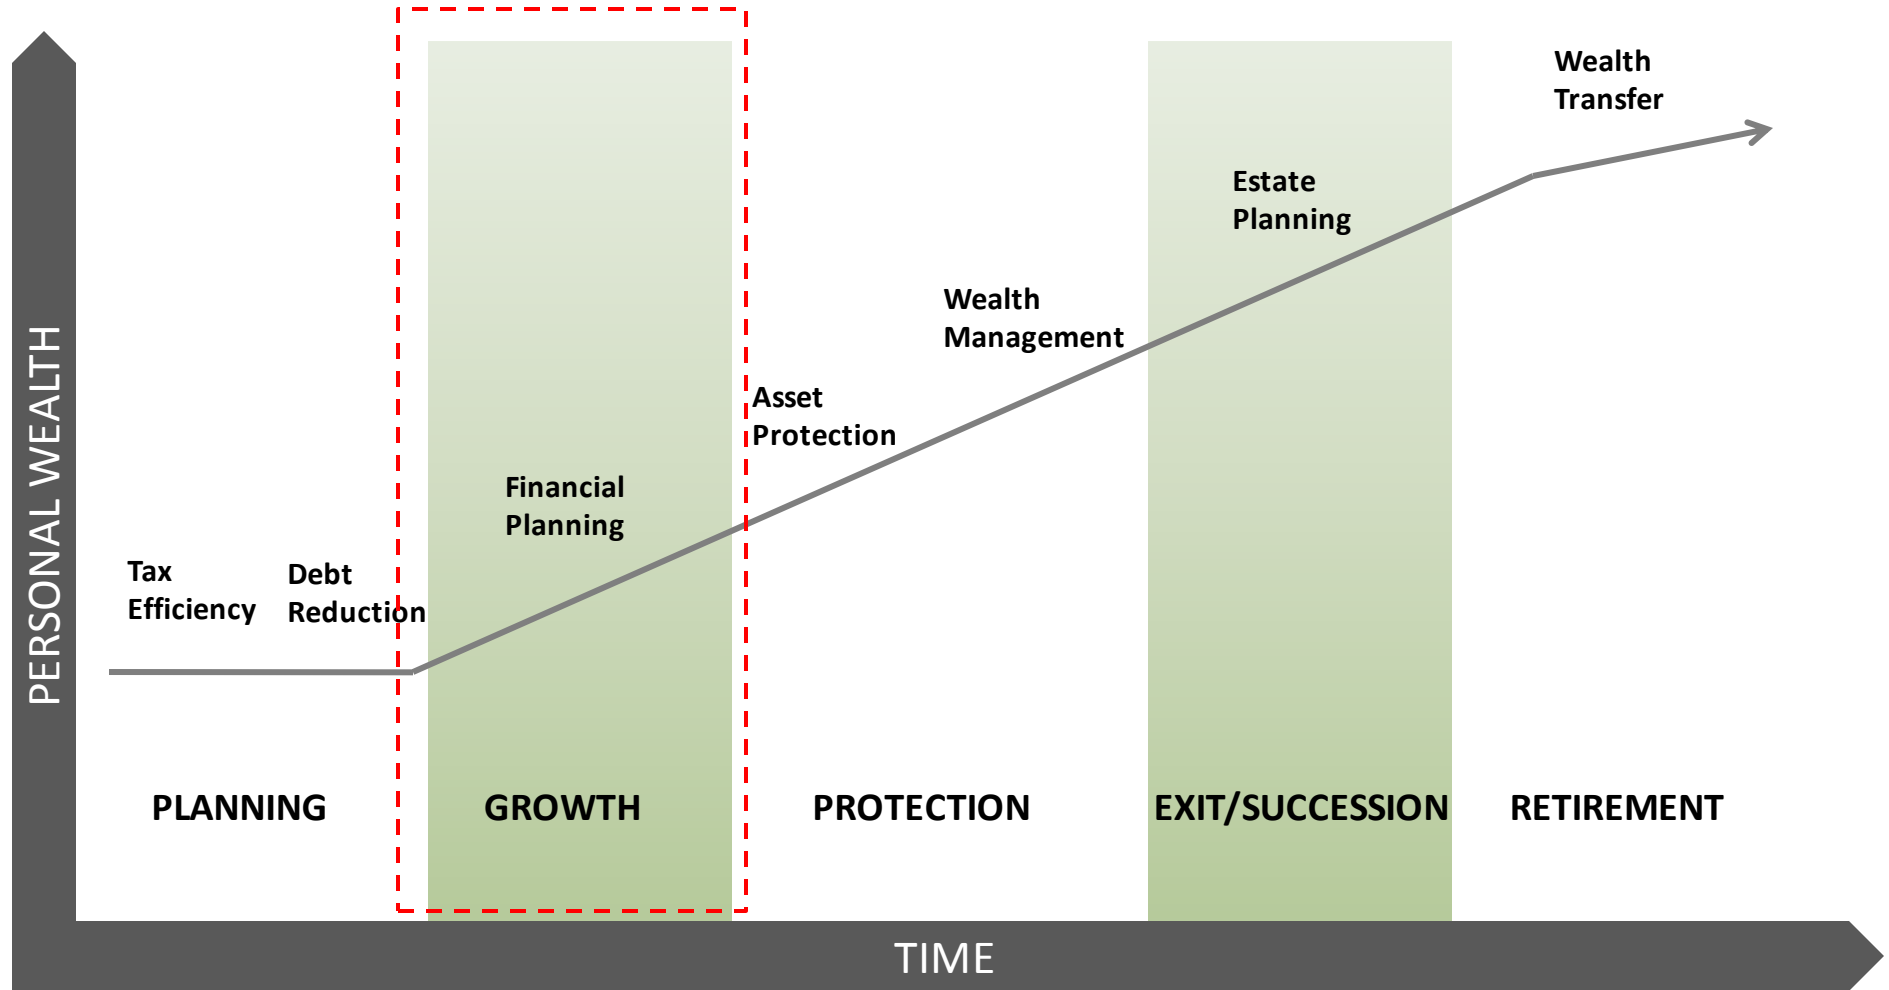 Wealth
Transfer
Estate
Planning
Wealth
Management
Asset
Protection
Financial
Planning
Tax
Efficiency
Debt
Reduction
PERSONAL WEALTH
PLANNING
GROWTH
PROTECTION
EXIT/SUCCESSION
RETIREMENT
TIME